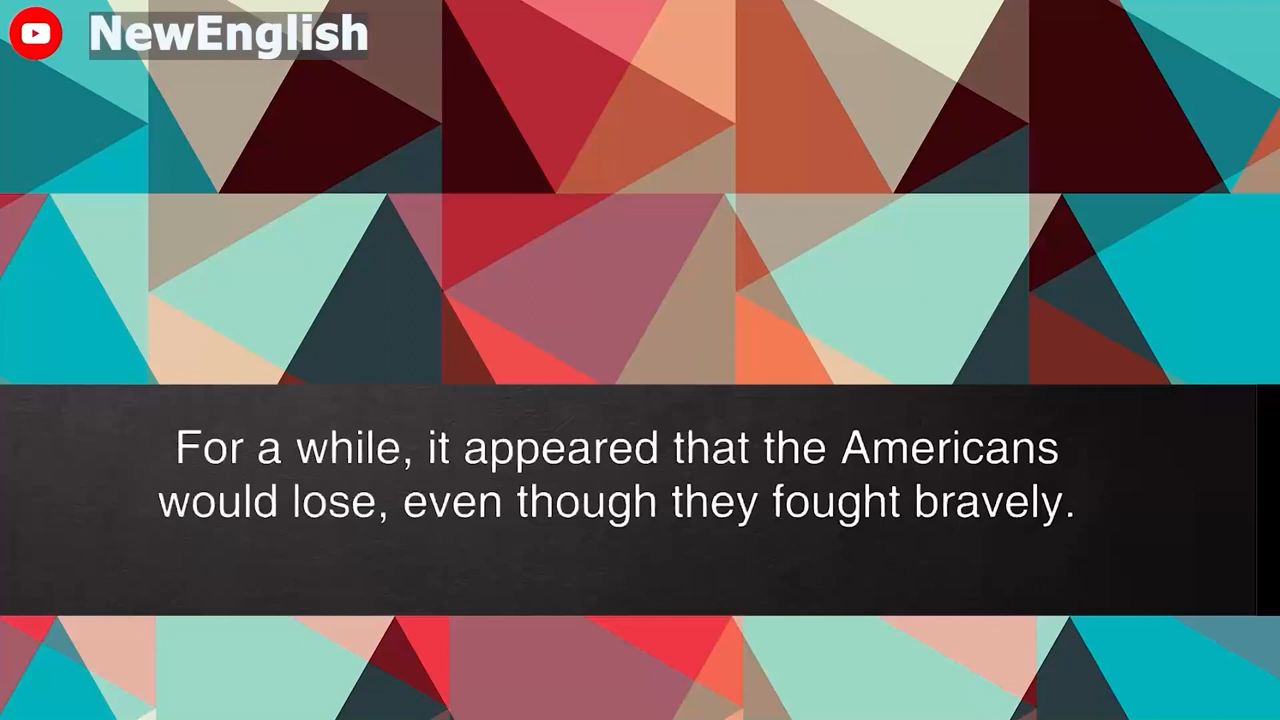 NewEnglish
For a while, it appeared that the Americans
would lose, even though they fought bravely.